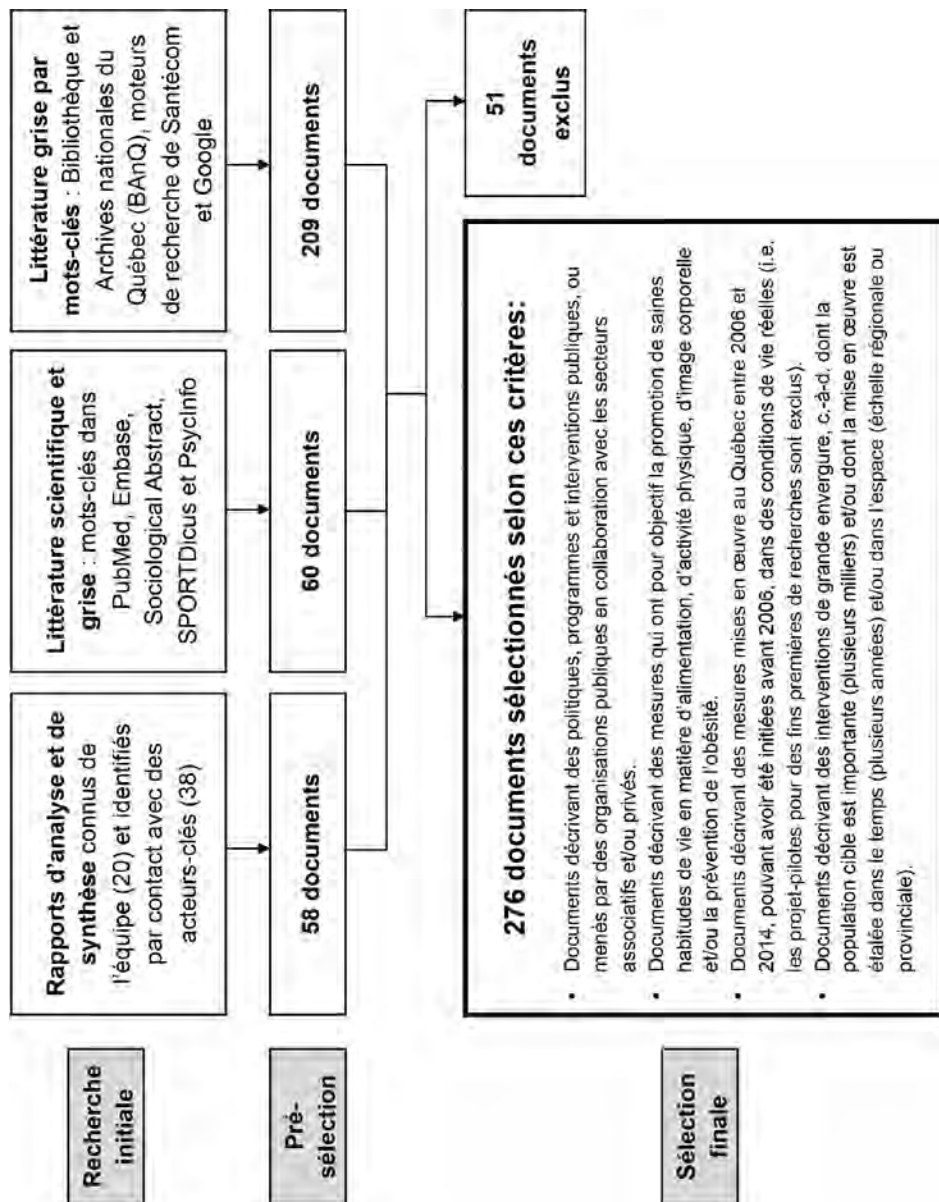 Recherche
initiale
Rapports d'analyse et de
synthèse connus de
l'équipe (20) et identifiés
par contact avec des
acteurs-clés (38)
Littérature scientifique et
grise : mots-clés dans
PubMed, Embase,
Sociological Abstract,
SPORTDIcus et PsycInfo
Littérature grise par
mots-clés : Bibliothèque et
Archives nationales du
Québec (BAnQ), moteurs
de recherche de Santécom
et Google.
Pré-
sélection
58 documents
60 documents
209 documents
Sélection
finale
276 documents sélectionnés selon ces critères:
• Documents décrivant des politiques, programmes et interventions publiques, ou
menés par des organisations publiques en collaboration avec les secteurs
associatifs et/ou privés.
• Documents décrivant des mesures qui ont pour objectif la promotion de saines
habitudes de vie en matière d'alimentation, d'activité physique, d'image corporelle
et/ou la prévention de l'obésité.
• Documents décrivant des mesures mises en œuvre au Québec entre 2006 et
2014, pouvant avoir été initiées avant 2006, dans des conditions de vie réelles (i.e.
les projet-pilotes pour des fins premières de recherches sont exclus).
• Documents décrivant des interventions de grande envergure, c.-à-d. dont la
population cible est importante (plusieurs milliers) et/ou dont la mise en œuvre est
étalée dans le temps (plusieurs années) et/ou dans l'espace (échelle régionale ou
provinciale).
51
documents
exclus